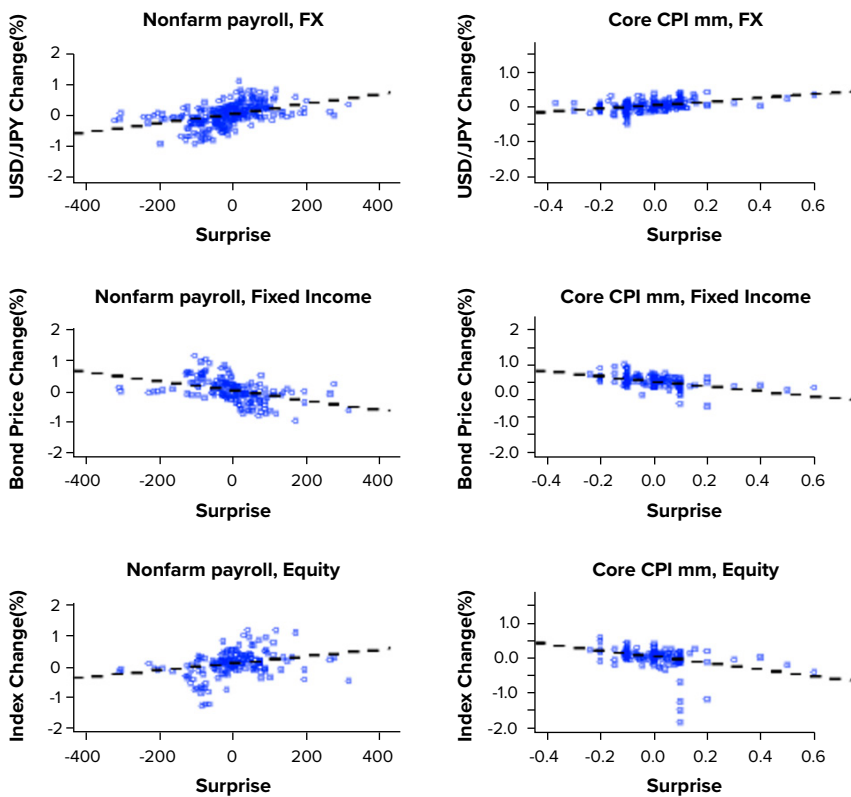 Nonfarm payroll, FX
USD/JPY Change(%)
2
1
0
-1
-2
-400 -200 0 200 400
Surprise
Core CPI mm, FX
USD/JPY Change(%)
1.0
0
-1.0
-2.0
-0.4 -0.2 0.0 0.2 0.4 0.6
Surprise
Nonfarm payroll, Fixed Income
Bond Price Change(%)
2
1
0
-1
-2
-400 -200 0 200 400
Surprise
Core CPI mm, Fixed Income
Bond Price Change(%)
2
1.0
0.0
-1.0
-2.0
-0.4 -0.2 0.0 0.2 0.4 0.6
Surprise
Nonfarm payroll, Equity
Index Change(%)
2
1
0
-1
-2
-400 -200 0 200 400
Surprise
Core CPI mm, Equity
Index Change(%)
1.0
0.0
-1.0
-2.0
-0.4 -0.2 0.0 0.2 0.4 0.6
Surprise